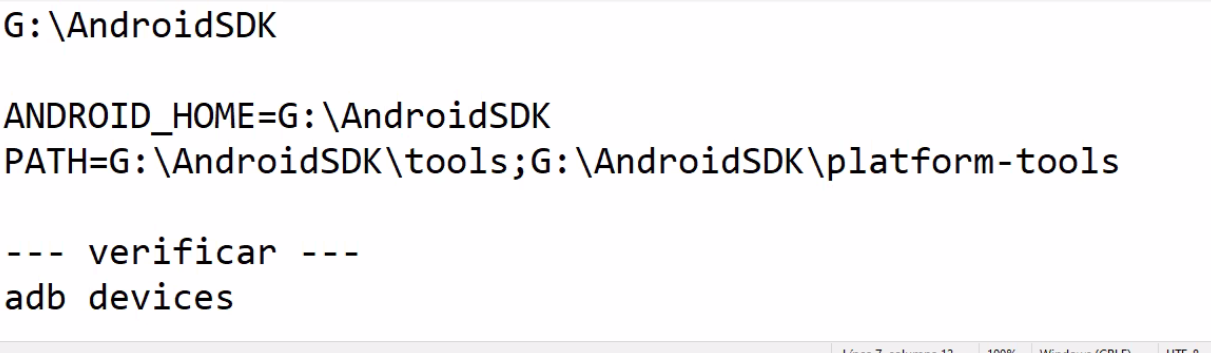 G:\AndroidSDK
ANDROID_HOME=G:\AndroidSDK
PATH=G:\AndroidSDK\tools;G:\AndroidSDK\platform-tools
--- verificar ---
adb devices